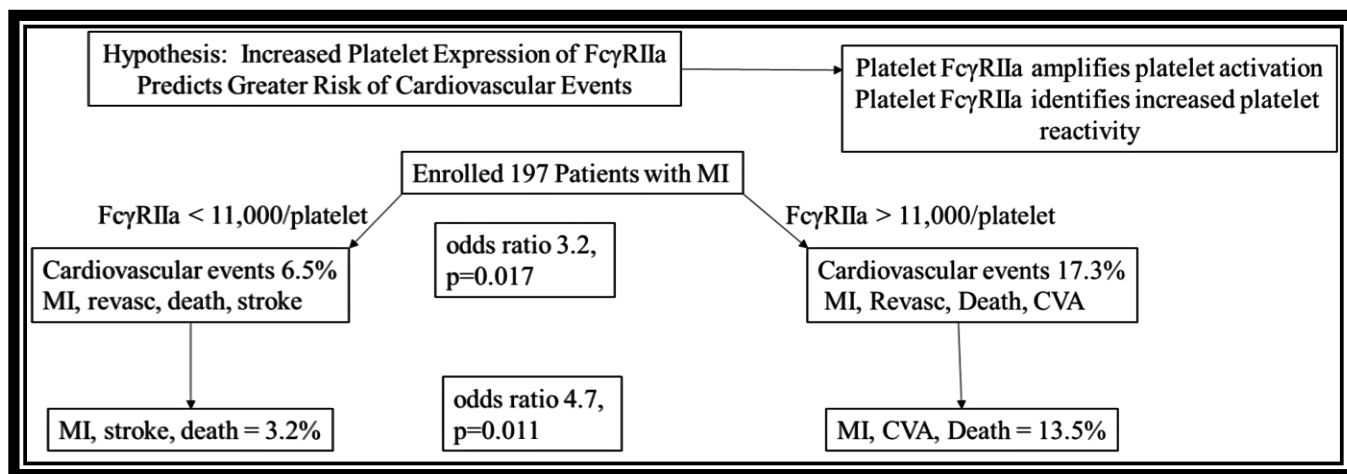 Hypothesis: Increased Platelet Expression of FcγRIIa
Predicts Greater Risk of Cardiovascular Events
Platelet FcγRIIa amplifies platelet activation
Platelet FcγRIIa identifies increased platelet
reactivity
Enrolled 197 Patients with MI
FcγRIIa < 11,000/platelet
FcγRIIa > 11,000/platelet
Cardiovascular events 6.5%
MI, revasc, death, stroke
odds ratio 3.2,
p=0.017
Cardiovascular events 17.3%
MI, Revasc, Death, CVA
MI, stroke, death = 3.2%
odds ratio 4.7,
p=0.011
MI, CVA, Death = 13.5%